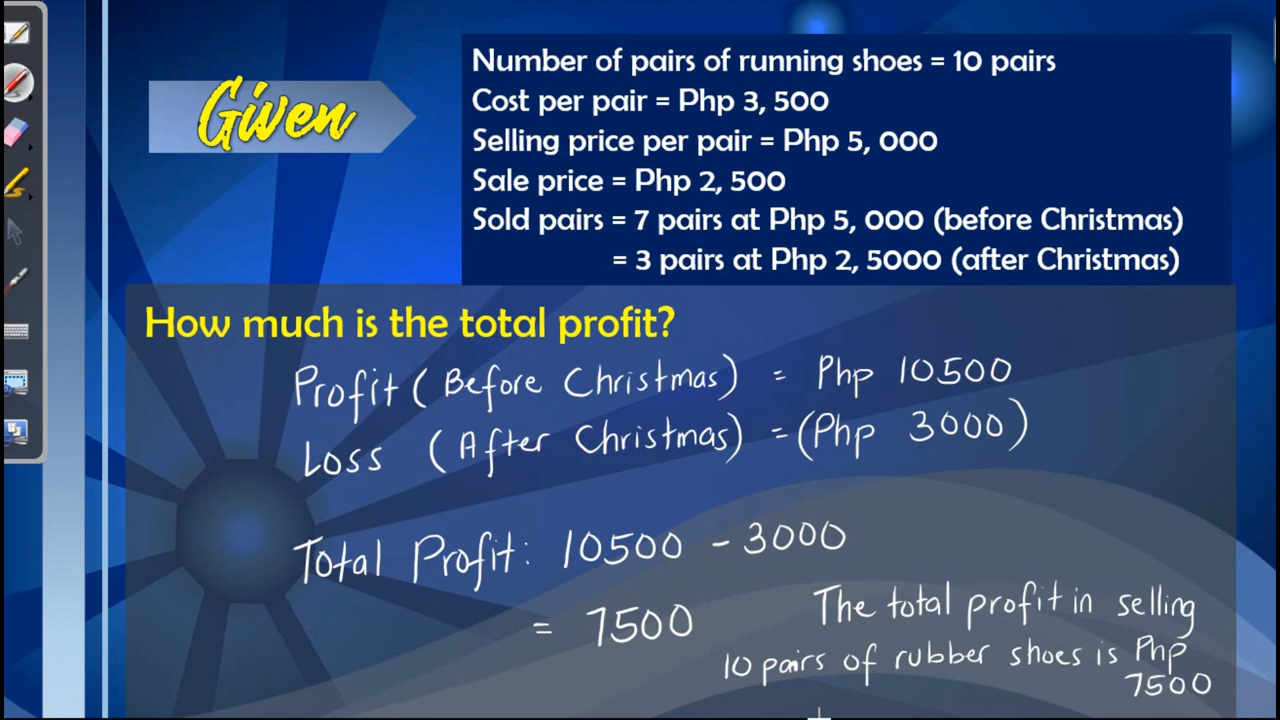 Given
Number of pairs of running shoes = 10 pairs
Cost per pair = Php 3, 500
Selling price per pair = Php 5, 000
Sale price = Php 2, 500
Sold pairs = 7 pairs at Php 5, 000 (before Christmas)
= 3 pairs at Php 2, 5000 (after Christmas)
How much is the total profit?
Profit ( Before Christmas) = Php 10500
Loss (After Christmas) = (Php 3000)
Total Profit: 10500 - 3000
= 7500
The total profit in selling
10 pairs of rubber shoes is Php
7500